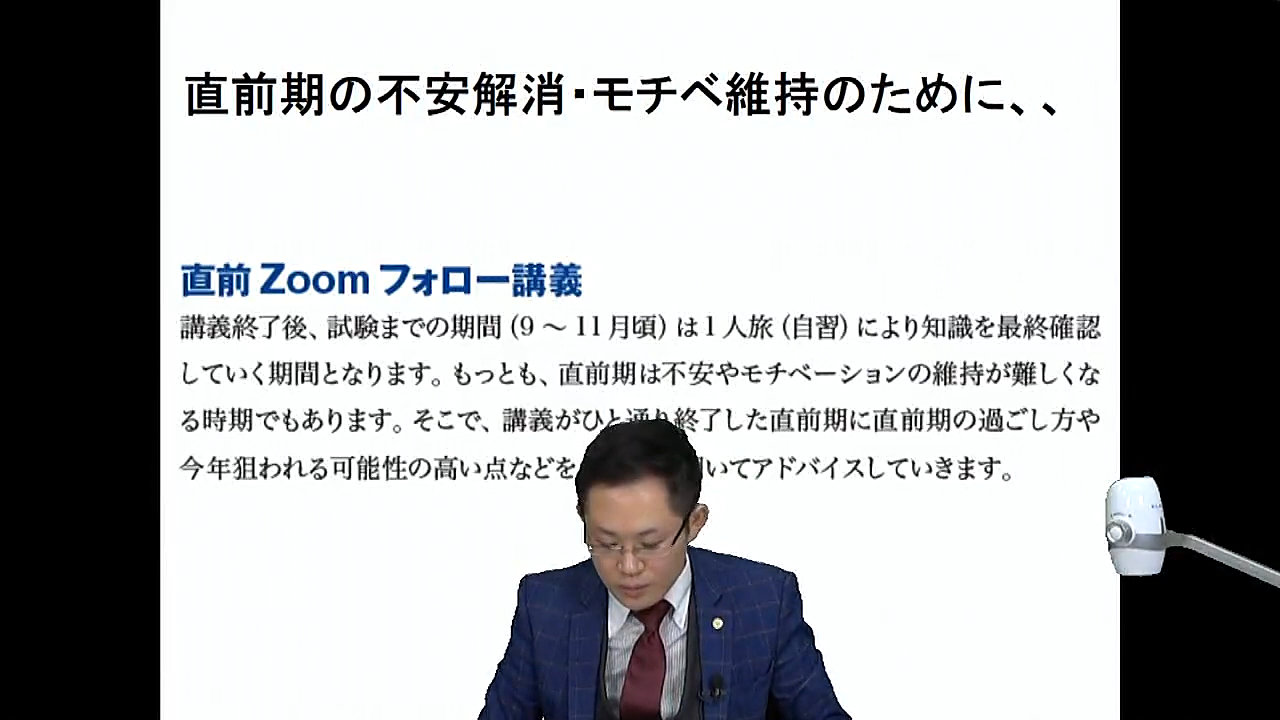 直前期の不安解消・モチベ維持のために、、
直前 Zoom フォロー講義
講義終了後、試験までの期間(9 〜 11 月頃)は1人旅(自習)により知識を最終確認
していく期間となります。もっとも、直前期は不安やモチベーションの維持が難しくな
る時期でもあります。そこで、講義がひと通り終了した直前期に直前期の過ごし方や
今年狙われる可能性の高い点などを いてアドバイスしていきます。